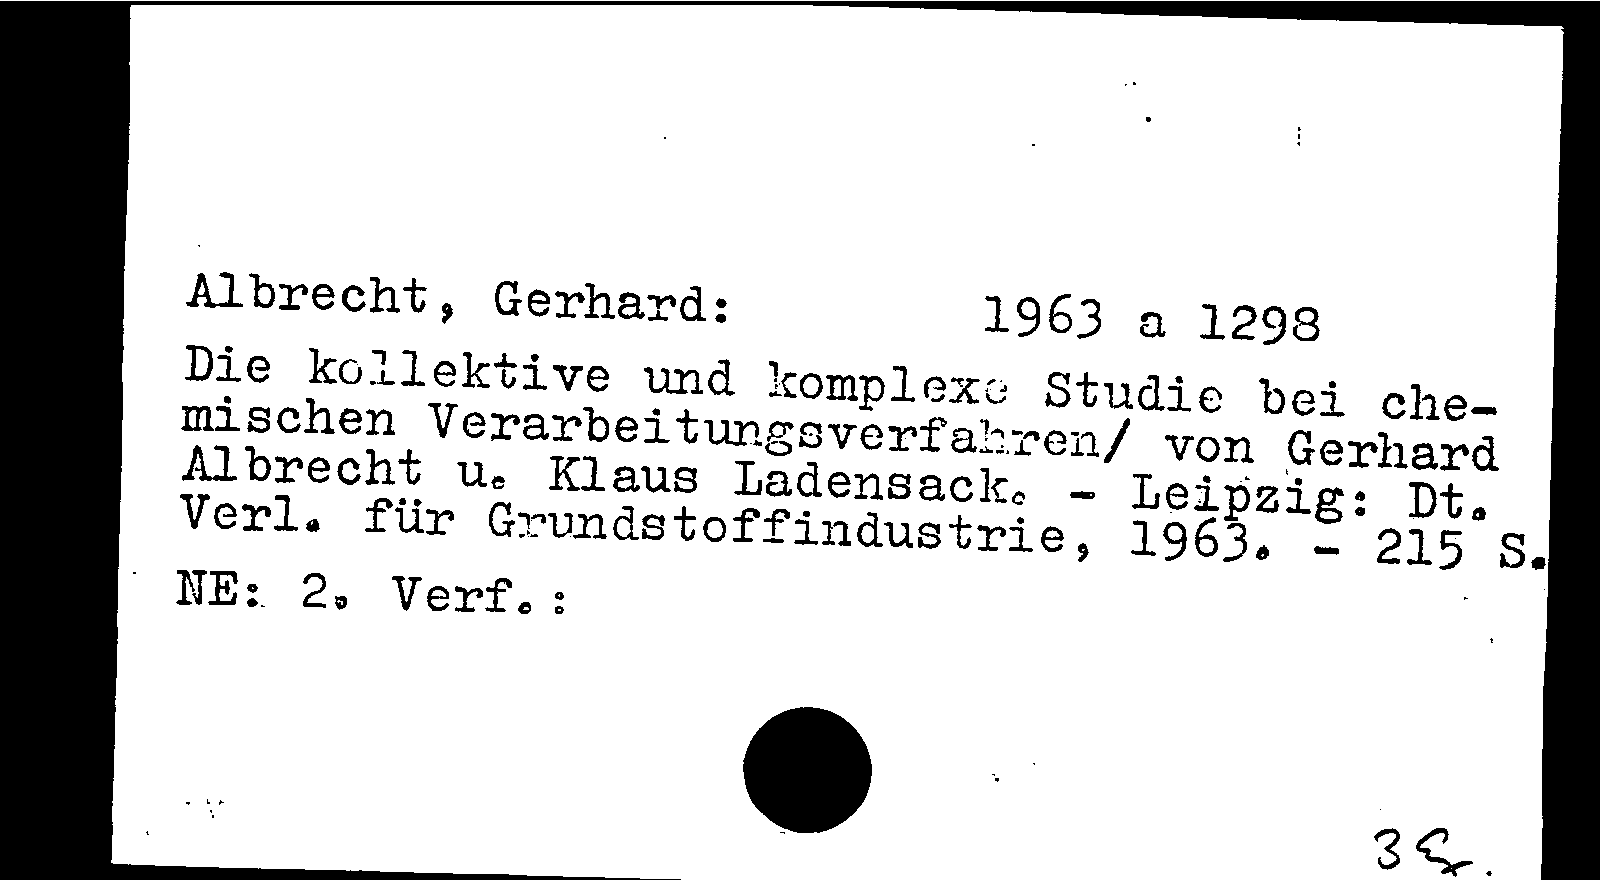 Albrecht, Gerhard: 1963 a 1298
Die kollektive und komplexe Studie bei che-
mischen Verarbeitungsverfahren/ von Gerhard
Albrecht u. Klaus Ladensack. - Leipzig: Dt.
Verl. für Grundstoffindustrie, 1963. - 215 S.
NE: 2. Verf.:
3